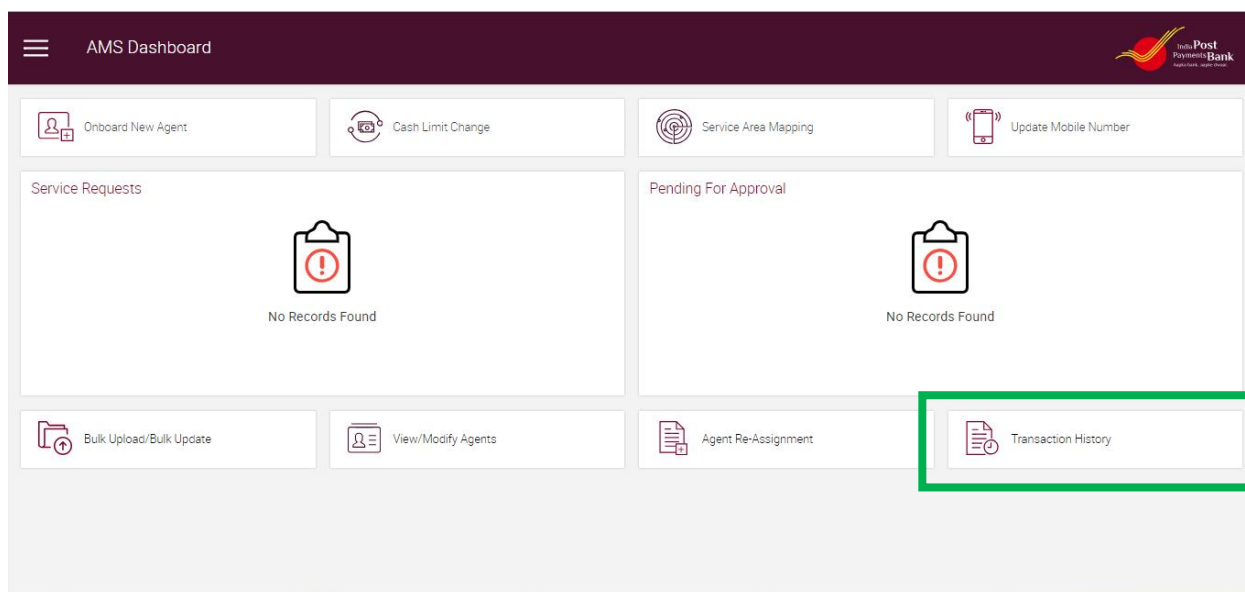 AMS Dashboard
India Post
Payments Bank
Onboard New Agent
Cash Limit Change
Service Area Mapping
Update Mobile Number
Service Requests
Pending For Approval
No Records Found
No Records Found
Bulk Upload/Bulk Update
View/Modify Agents
Agent Re-Assignment
Transaction History